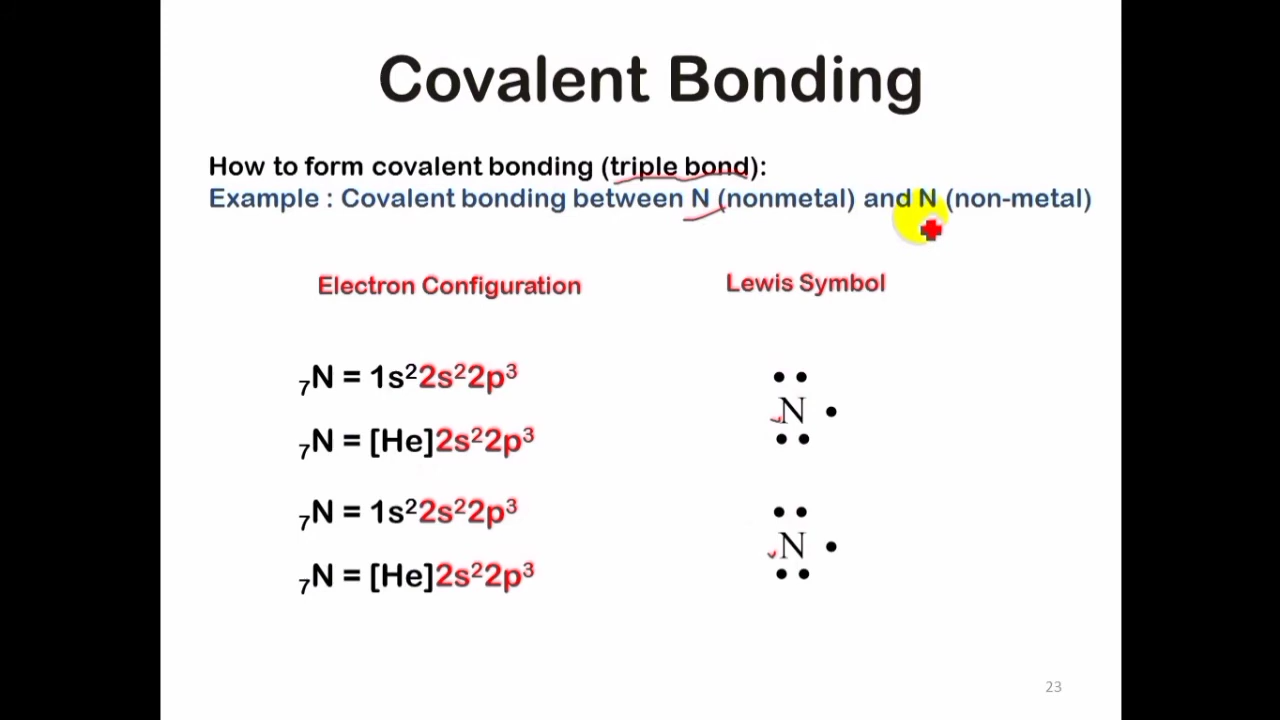 Covalent Bonding
How to form covalent bonding (triple bond):
Example : Covalent bonding between N (nonmetal) and N (non-metal)
Electron Configuration
Lewis Symbol
₇N = 1s²2s²2p³
N
₇N = [He]2s²2p³
₇N = 1s²2s²2p³
N
₇N = [He]2s²2p³
23